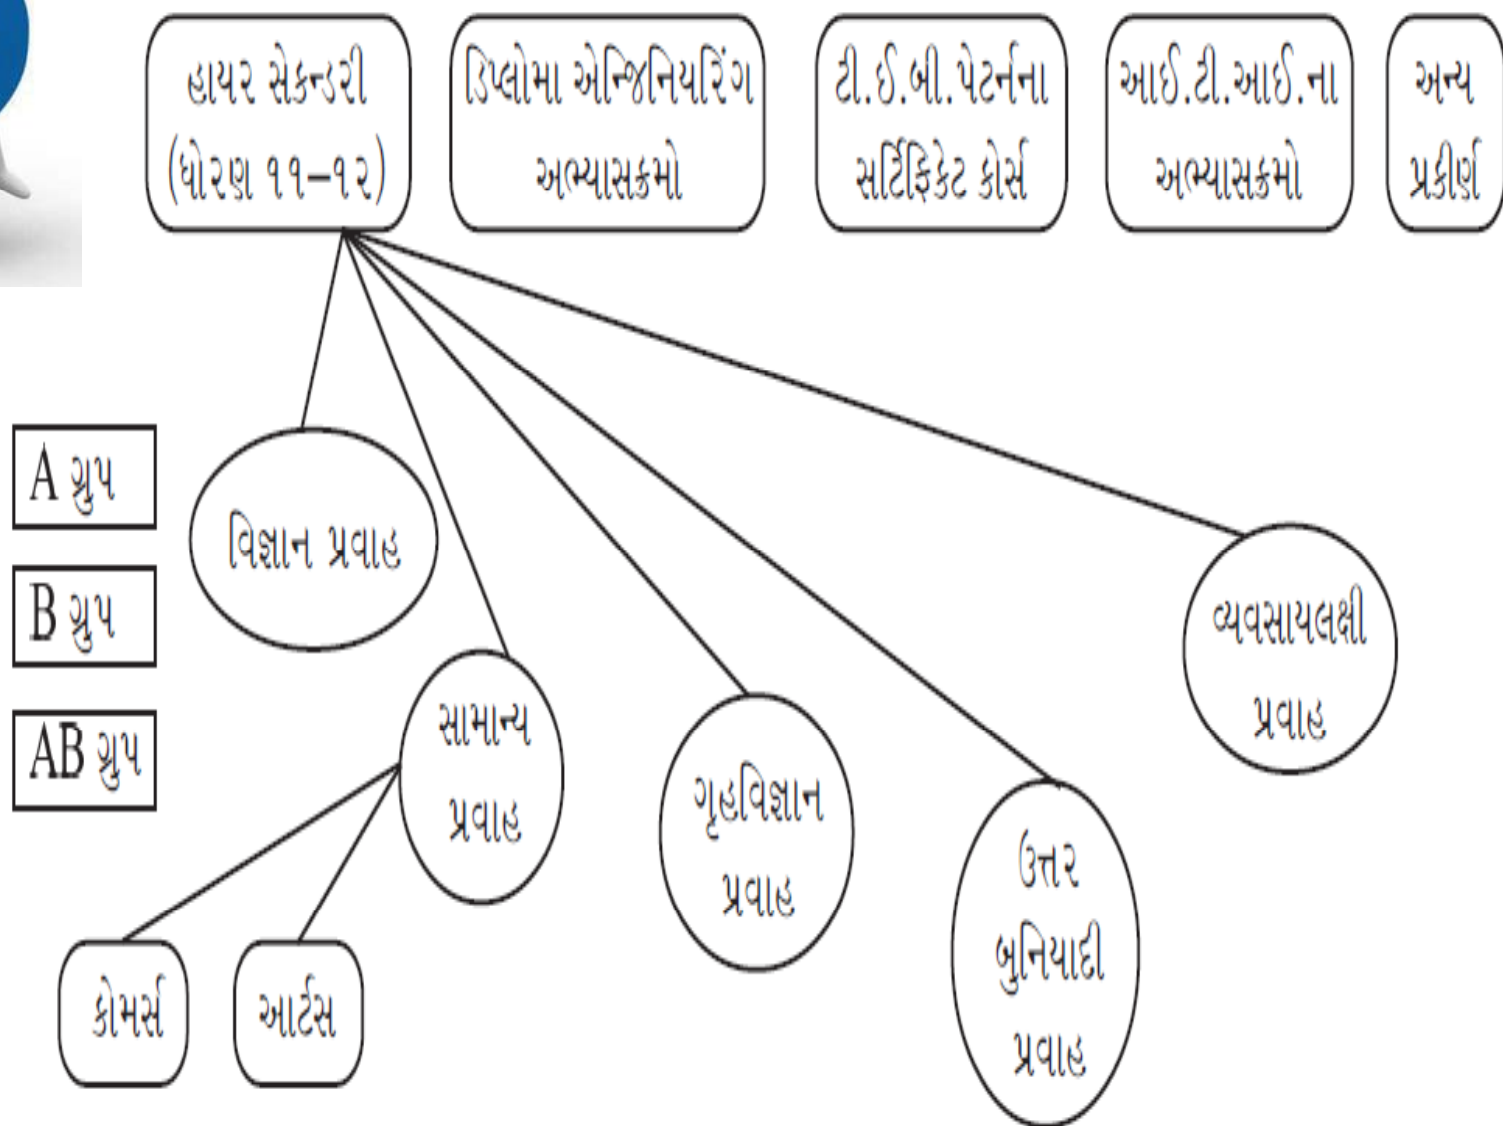 હાયર સેકન્ડરી
(ધોરણ ૧૧–૧૨)
ડિપ્લોમા એન્જિનિયરિંગ
અભ્યાસક્રમો
ટી.ઈ.બી.પેટર્નના
સર્ટિફિકેટ કોર્સ
આઈ.ટી.આઈ.ના
અભ્યાસક્રમો
અન્ય
પ્રકીર્ણ
A ગ્રુપ
B ગ્રુપ
AB ગ્રુપ
વિજ્ઞાન પ્રવાહ
સામાન્ય
પ્રવાહ
ગૃહવિજ્ઞાન
પ્રવાહ
ઉત્તર
બુનિયાદી
પ્રવાહ
વ્યવસાયલક્ષી
પ્રવાહ
કોમર્સ
આર્ટસ